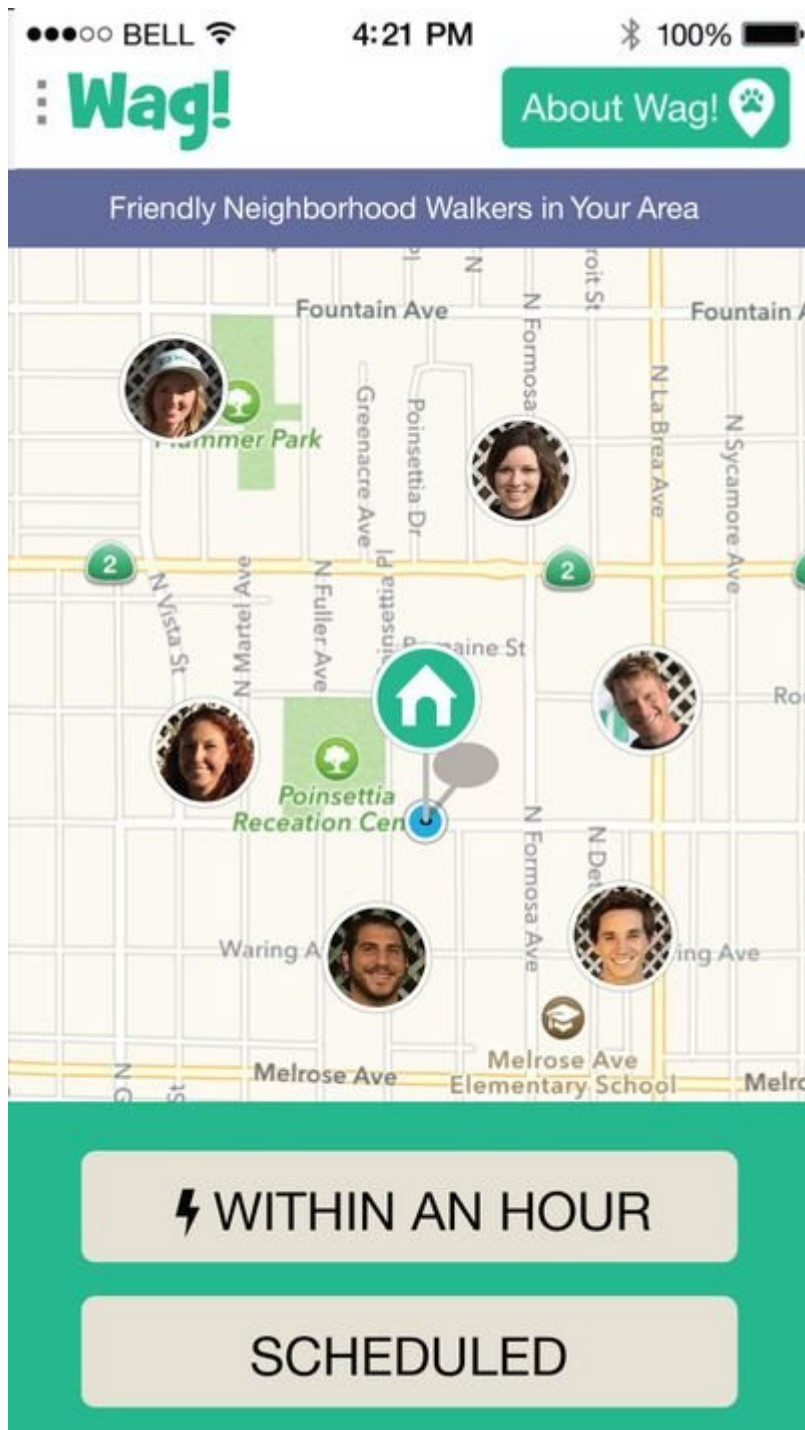 BELL 4:21 PM 100%
Wag!
About Wag!
Friendly Neighborhood Walkers in Your Area
N
Fountain Ave
Fountain
N Formosa
N La Brea Ave
N Sycamore Ave
Greenacre Ave
Poinsettia Dr
Park
2
2
N Vista St
N Martel Ave
N Fuller Ave
St
Poinsettia
Receation Cen
N Formosa Ave
N
Waring A
Ave
Melrose Ave
Elementary School
Melrose Ave
N G
St
WITHIN AN HOUR
SCHEDULED